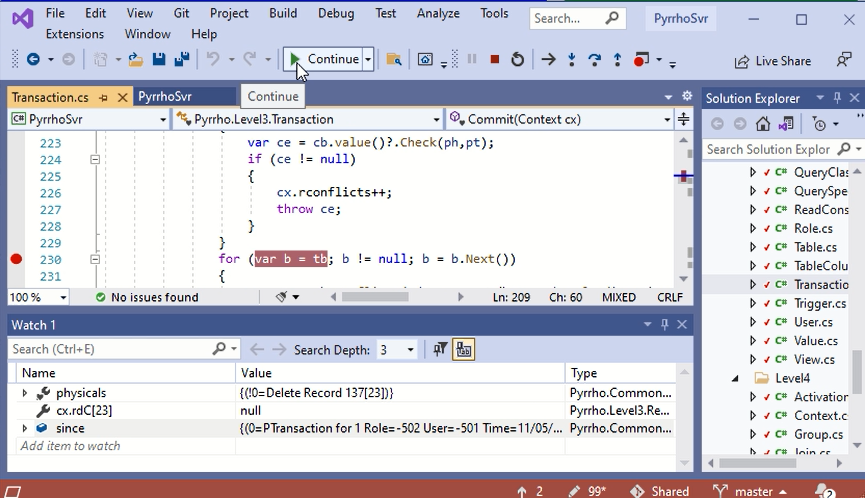 File Edit View Git Project Build Debug Test Analyze Tools Search... PyrrhoSvr
Extensions Window Help
Continue Live Share
Transaction.cs PyrrhoSvr Continue
PyrrhoSvr Pyrrho.Level3.Transaction Commit(Context cx)
223 var ce = cb.value()?.Check(ph,pt);
224 if (ce != null)
225 {
226 cx.rconflicts++;
227 throw ce;
228 }
229 }
230 for (var b = tb; b != null; b = b.Next())
231 {
100 % No issues found Ln: 209 Ch: 60 MIXED CRLF
Watch 1
Search (Ctrl+E) Search Depth: 3
Name Value Type
physicals {(!0=Delete Record 137[23])} Pyrrho.Common...
cx.rdC[23] null Pyrrho.Level3.Re...
since {(0=PTransaction for 1 Role=-502 User=-501 Time=11/05/... Pyrrho.Common...
Add item to watch
Solution Explorer
Search Solution Explor
C# QueryClas
C# QuerySpe
C# ReadCons
C# Role.cs
C# Table.cs
C# TableColu
C# Transactio
C# Trigger.cs
C# User.cs
C# Value.cs
C# View.cs
Level4
C# Activation
C# Context.c
C# Group.cs
C# Join.cs
2 99* Shared master 2